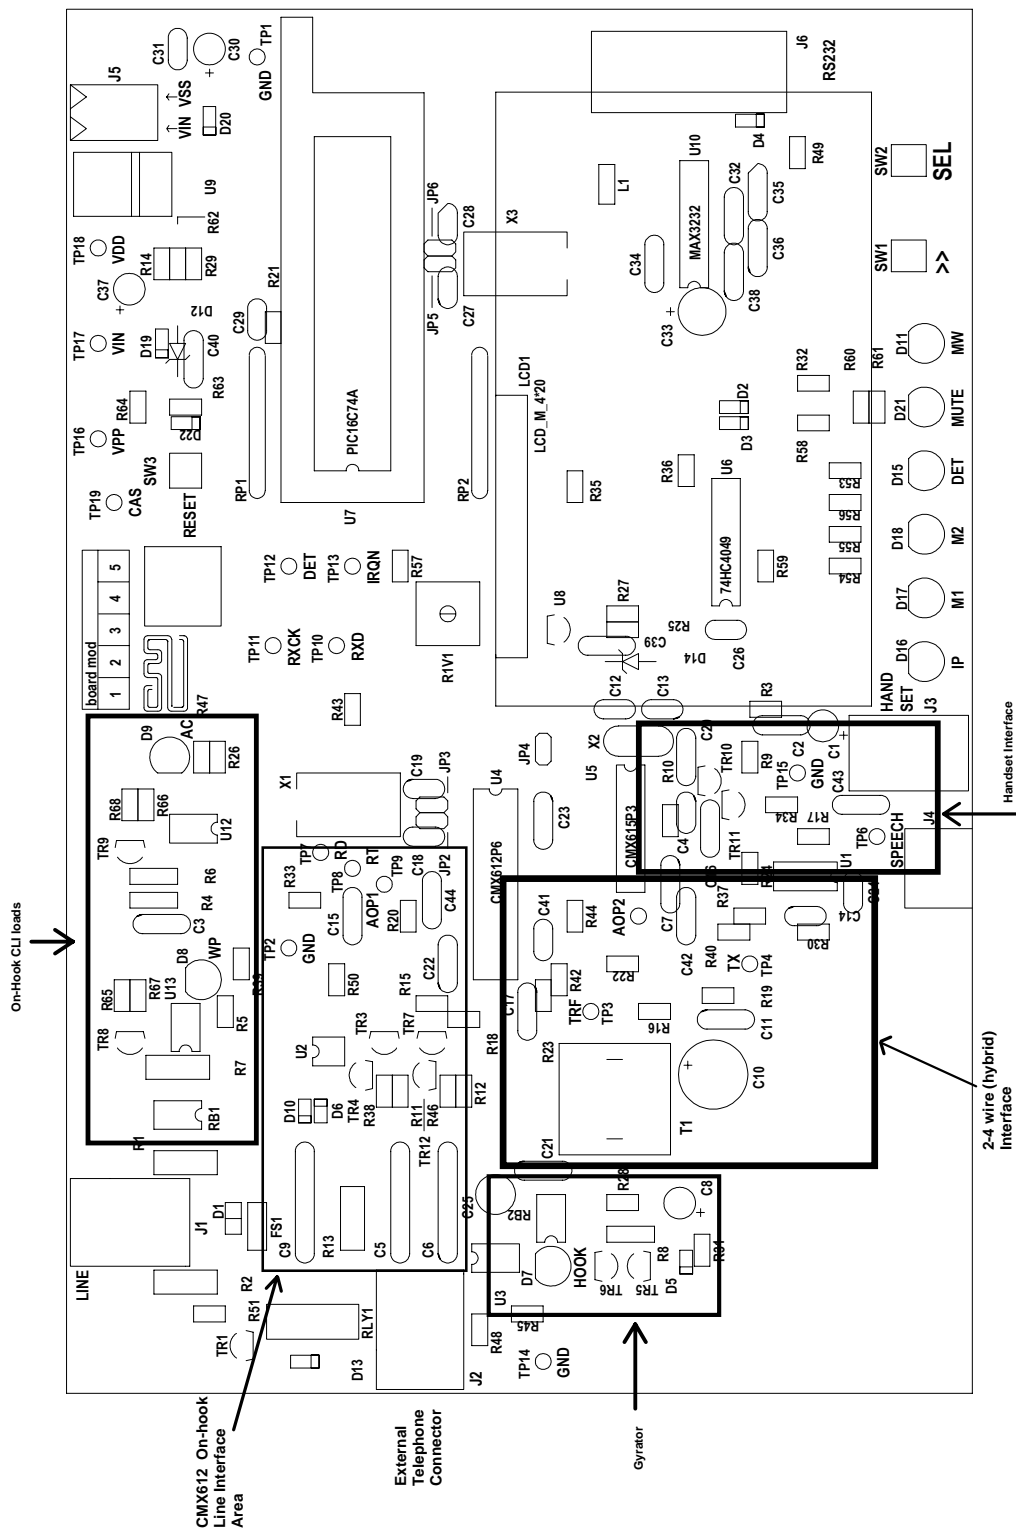 C31
C30
TP1
GND
J5
VSS
VIN
D20
J6
RS232
U9
R62
D4
R49
SW2
SEL
U10
C32
C35
L1
JP6
C28
X3
TP18
VDD
R14
R29
C37
R21
C34
MAX3232
C36
SW1
>>
C38
C33
JP5
C27
D12
C29
TP17
VIN
D19
C40
R63
R64
D22
TP16
VPP
SW3
TP19
CAS
RESET
RP1
PIC16C74A
U7
RP2
LCD1
LCD_M_4*20
D2
D3
R32
R58
R60
R61
D11
MW
D21
MUTE
D15
DET
D18
M2
D17
M1
D16
IP
R35
R36
U6
74HC4049
R53
R56
R55
R54
R59
board mod
1
2
3
4
5
TP12
DET
TP13
IRQN
R57
TP11
RXCK
TP10
RXD
R1V1
U8
R27
R25
C39
D14
C26
R43
R47
D9
AC
R26
R68
R66
U12
TR9
R6
R4
C3
D8
WP
R65
R67
U13
TR8
R5
R7
RB1
R1
On-Hook CLI loads
X1
C19
JP3
JP4
U4
C23
X2
C12
C13
U5
R3
HAND
SET
J3
C20
R10
TR10
R9
C2
C1
TP15
GND
C43
CMX615P3
C4
TR11
R34
R17
TP6
SPEECH
J4
Handset Interface
R33
TP7
RD
TP8
RT
TP9
C18
JP2
CMX612P6
C15
AOP1
R20
C44
TP2
GND
R50
C22
R15
C41
R44
AOP2
C7
R37
U1
C14
R30
C42
R40
TX
TP4
R42
R22
C17
TRF
TP3
R16
R19
C11
R18
R23
C10
T1
U2
TR3
TR7
TR4
D10
D6
R38
R11
R46
R12
TR12
C21
2-4 wire (hybrid)
Interface
J1
D1
FS1
C9
R13
C5
C6
C25
RB2
R28
C8
D7
HOOK
TR6
TR5
R8
D5
R31
U3
LINE
R2
R51
TR1
RLY1
D13
J2
R48
R45
TP14
GND
CMX612 On-hook
Line Interface
Area
External
Telephone
Connector
Gyrator